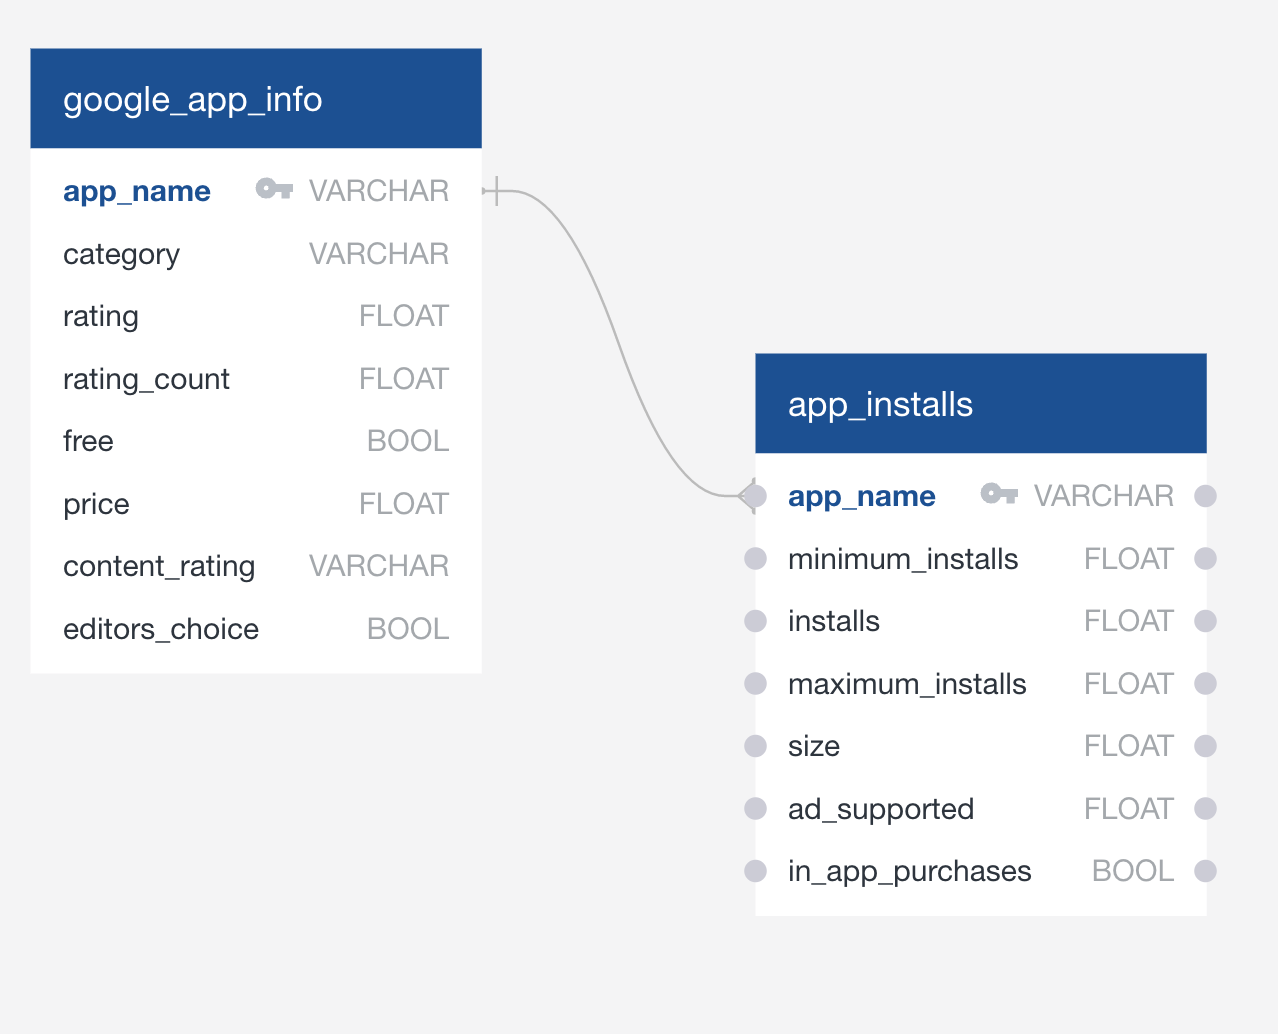 google_app_info
app_name VARCHAR
category VARCHAR
rating FLOAT
rating_count FLOAT
free BOOL
price FLOAT
content_rating VARCHAR
editors_choice BOOL
app_installs
app_name VARCHAR
minimum_installs FLOAT
installs FLOAT
maximum_installs FLOAT
size FLOAT
ad_supported FLOAT
in_app_purchases BOOL